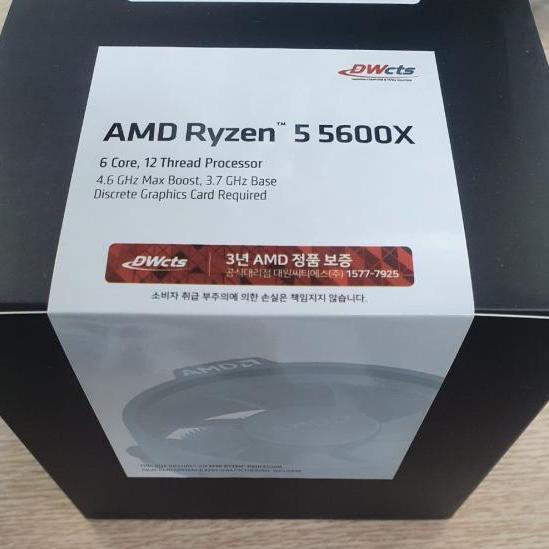 DWcts
AMD Ryzen™ 5 5600X
6 Core, 12 Thread Processor
4.6 GHz Max Boost, 3.7 GHz Base
Discrete Graphics Card Required
DWcts
3년 AMD 정품 보증
공식대리점 대원씨티에스(주) 1577-7925
소비자 취급 부주의에 의한 손실은 책임지지 않습니다.
AMD
AMD RYZEN™ PROCESSOR